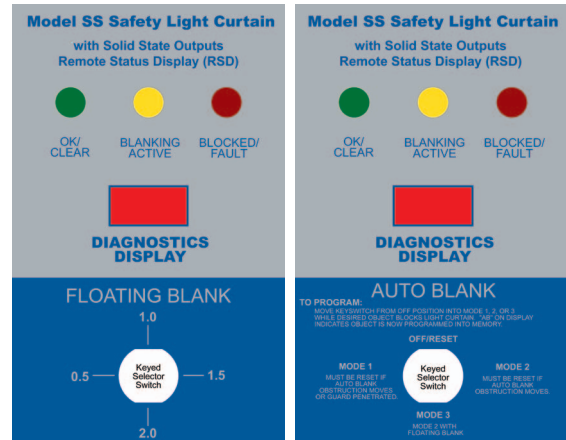 Model SS Safety Light Curtain
with Solid State Outputs
Remote Status Display (RSD)
OK/
CLEAR
BLANKING
ACTIVE
BLOCKED/
FAULT
DIAGNOSTICS
DISPLAY
FLOATING BLANK
1.0
0.5
Keyed
Selector
Switch
1.5
2.0
Model SS Safety Light Curtain
with Solid State Outputs
Remote Status Display (RSD)
OK/
CLEAR
BLANKING
ACTIVE
BLOCKED/
FAULT
DIAGNOSTICS
DISPLAY
AUTO BLANK
TO PROGRAM:
MOVE KEYSWITCH FROM OFF POSITION INTO MODE 1, 2, OR 3
WHILE DESIRED OBJECT BLOCKS LIGHT CURTAIN. "AB" ON DISPLAY
INDICATES OBJECT IS NOW PROGRAMMED INTO MEMORY.
OFF/RESET
MODE 1
MUST BE RESET IF
AUTO BLANK
OBSTRUCTION MOVES
OR GUARD PENETRATED.
Keyed
Selector
Switch
MODE 2
MUST BE RESET IF
AUTO BLANK
OBSTRUCTION MOVES.
MODE 3
MODE 2 WITH
FLOATING BLANK